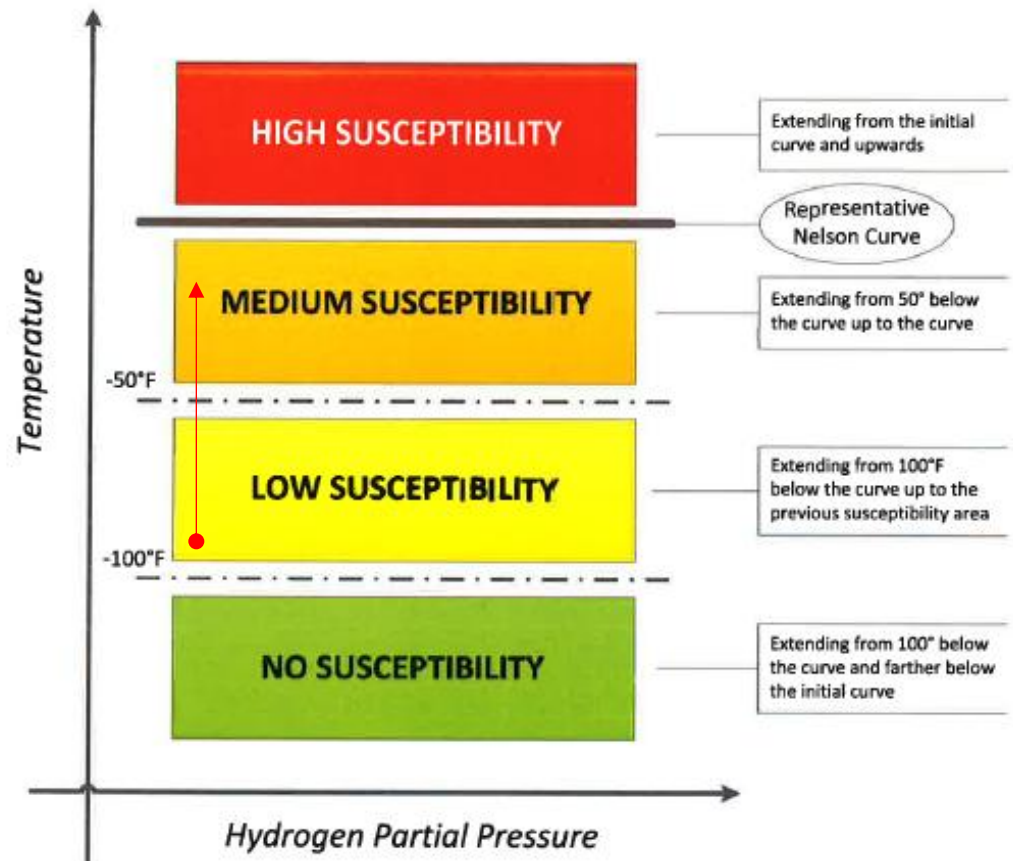 HIGH SUSCEPTIBILITY
Extending from the initial
curve and upwards
Representative
Nelson Curve
MEDIUM SUSCEPTIBILITY
Extending from 50° below
the curve up to the curve
-50°F
LOW SUSCEPTIBILITY
Extending from 100°F
below the curve up to the
previous susceptibility area
-100°F
NO SUSCEPTIBILITY
Extending from 100° below
the curve and farther below
the initial curve
Temperature
Hydrogen Partial Pressure